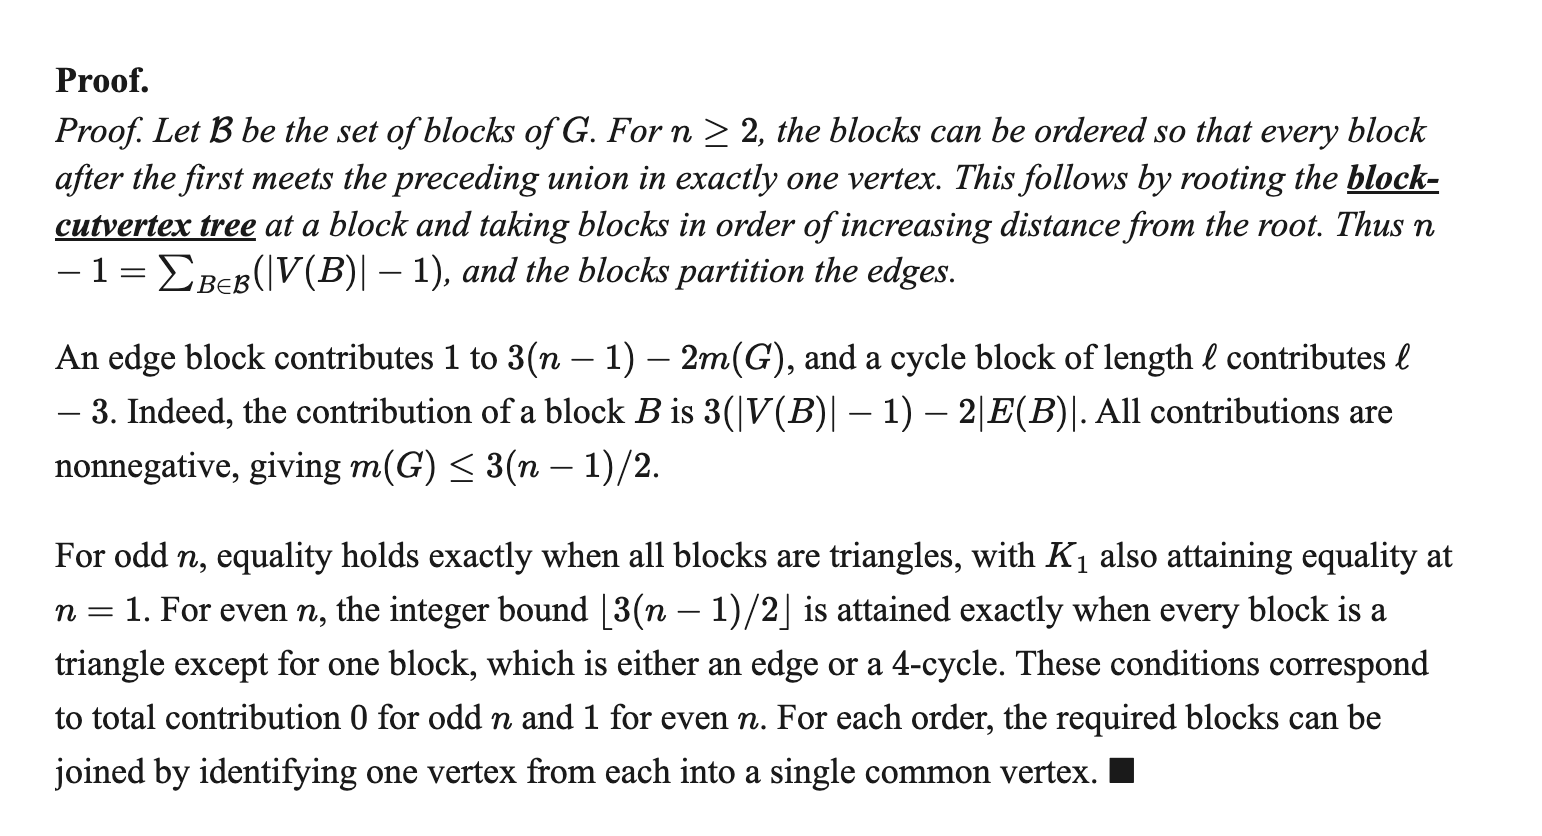 Proof.
Proof. Let 𝓑 be the set of blocks of G. For n ≥ 2, the blocks can be ordered so that every block
after the first meets the preceding union in exactly one vertex. This follows by rooting the block-
cutvertex tree at a block and taking blocks in order of increasing distance from the root. Thus n
− 1 = ∑_{B∈𝓑}(|V(B)| − 1), and the blocks partition the edges.
An edge block contributes 1 to 3(n − 1) − 2m(G), and a cycle block of length ℓ contributes ℓ
− 3. Indeed, the contribution of a block B is 3(|V(B)| − 1) − 2|E(B)|. All contributions are
nonnegative, giving m(G) ≤ 3(n − 1)/2.
For odd n, equality holds exactly when all blocks are triangles, with K₁ also attaining equality at
n = 1. For even n, the integer bound ⌊3(n − 1)/2⌋ is attained exactly when every block is a
triangle except for one block, which is either an edge or a 4-cycle. These conditions correspond
to total contribution 0 for odd n and 1 for even n. For each order, the required blocks can be
joined by identifying one vertex from each into a single common vertex. ■